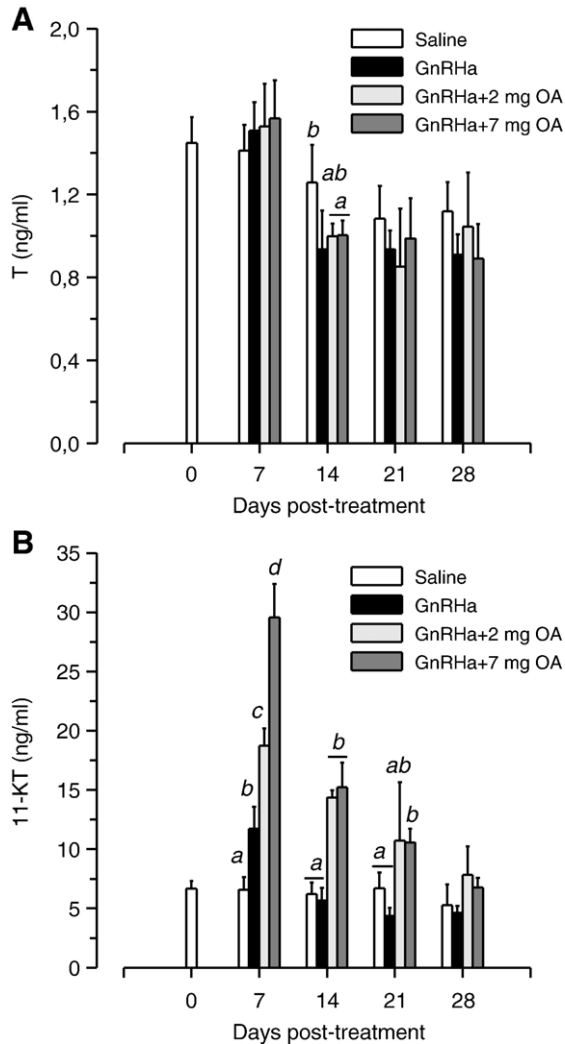 A
2,0
1,6
1,2
0,8
0,4
0,0
T (ng/ml)
Saline
GnRHa
GnRHa+2 mg OA
GnRHa+7 mg OA
b
ab
a
0 7 14 21 28
Days post-treatment
B
35
30
25
20
15
10
5
0
11-KT (ng/ml)
Saline
GnRHa
GnRHa+2 mg OA
GnRHa+7 mg OA
a
b
c
d
a
b
a
ab
b
0 7 14 21 28
Days post-treatment